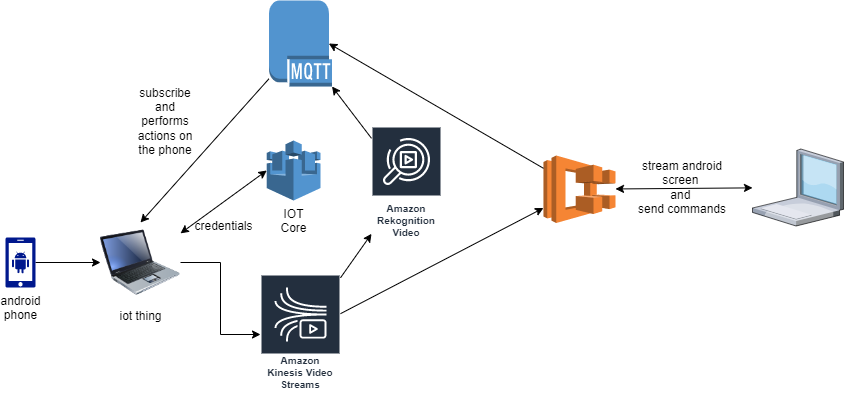 MQTT
subscribe
and
performs
actions on
the phone
IOT
Core
credentials
Amazon
Rekognition
Video
stream android
screen
and
send commands
android
phone
iot thing
Amazon
Kinesis Video
Streams